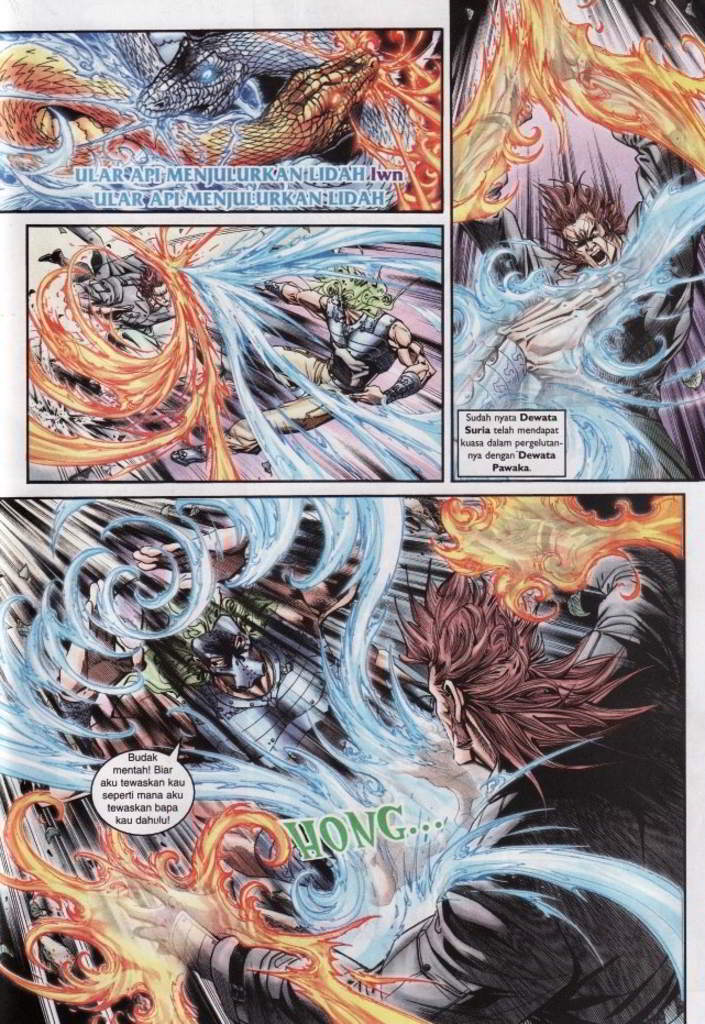 ULAR API MENJULURKAN LIDAH lwn
ULAR API MENJULURKAN LIDAH
Sudah nyata Dewata
Suria telah mendapat
kuasa dalam pergelutan-
nya dengan Dewata
Pawaka.
Budak
mentah! Biar
aku tewaskan kau
seperti mana aku
tewaskan bapa
kau dahulu!
HONG...